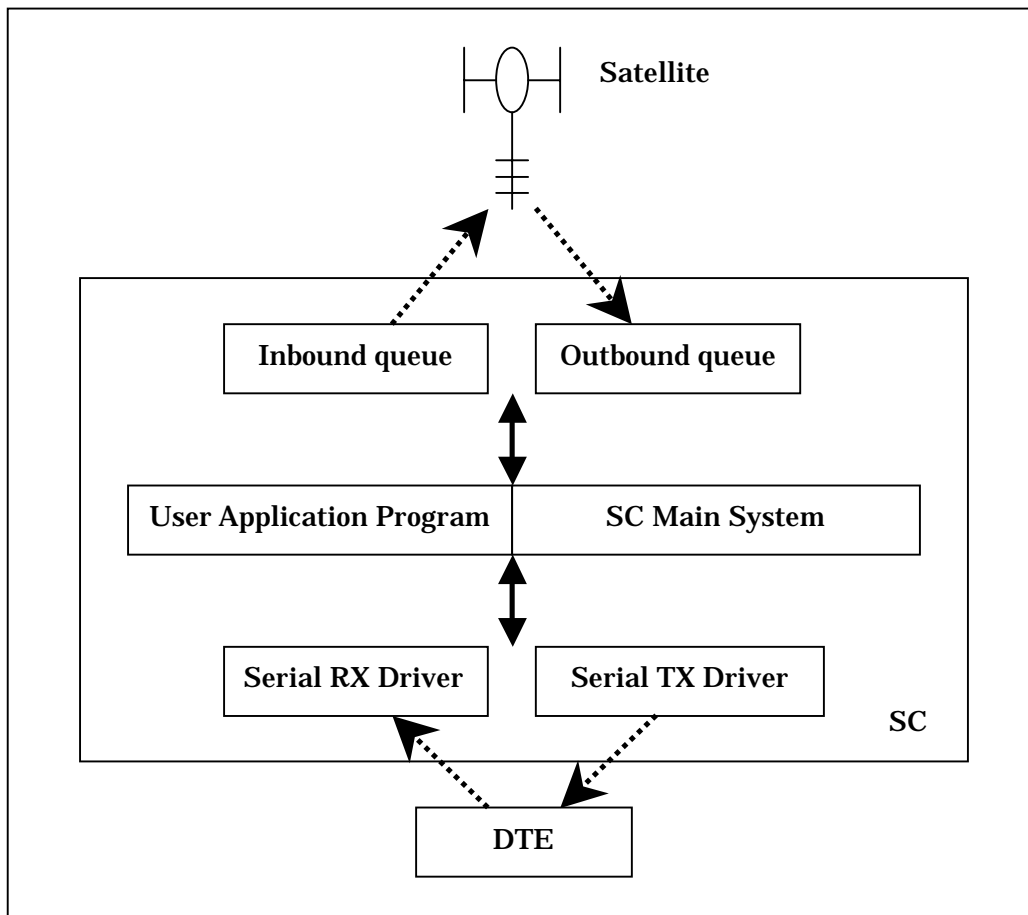 Satellite
Inbound queue
Outbound queue
User Application Program
SC Main System
Serial RX Driver
Serial TX Driver
SC
DTE